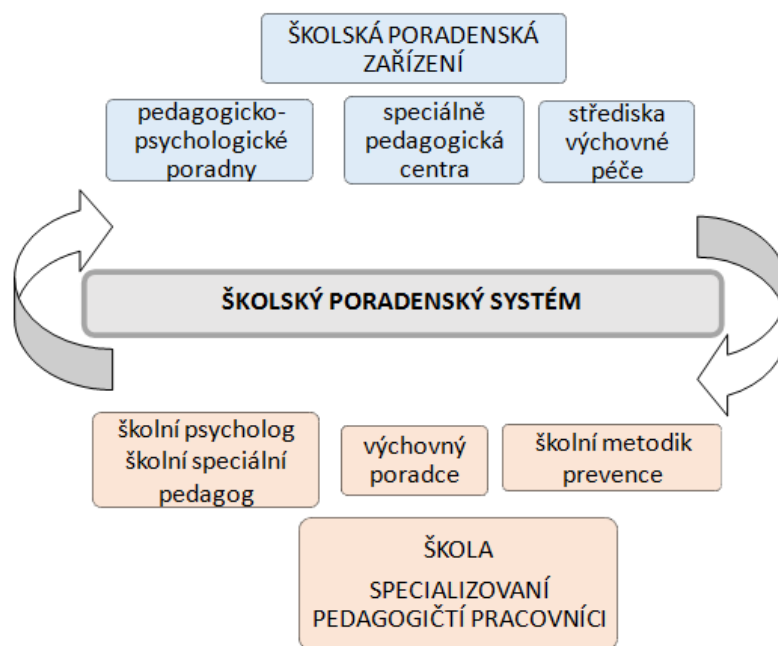 ŠKOLSKÁ PORADENSKÁ
ZAŘÍZENÍ
pedagogicko-
psychologické
poradny
speciálně
pedagogická
centra
střediska
výchovné
péče
ŠKOLSKÝ PORADENSKÝ SYSTÉM
školní psycholog
školní speciální
pedagog
výchovný
poradce
školní metodik
prevence
ŠKOLA
SPECIALIZOVANÍ
PEDAGOGIČTÍ PRACOVNÍCI